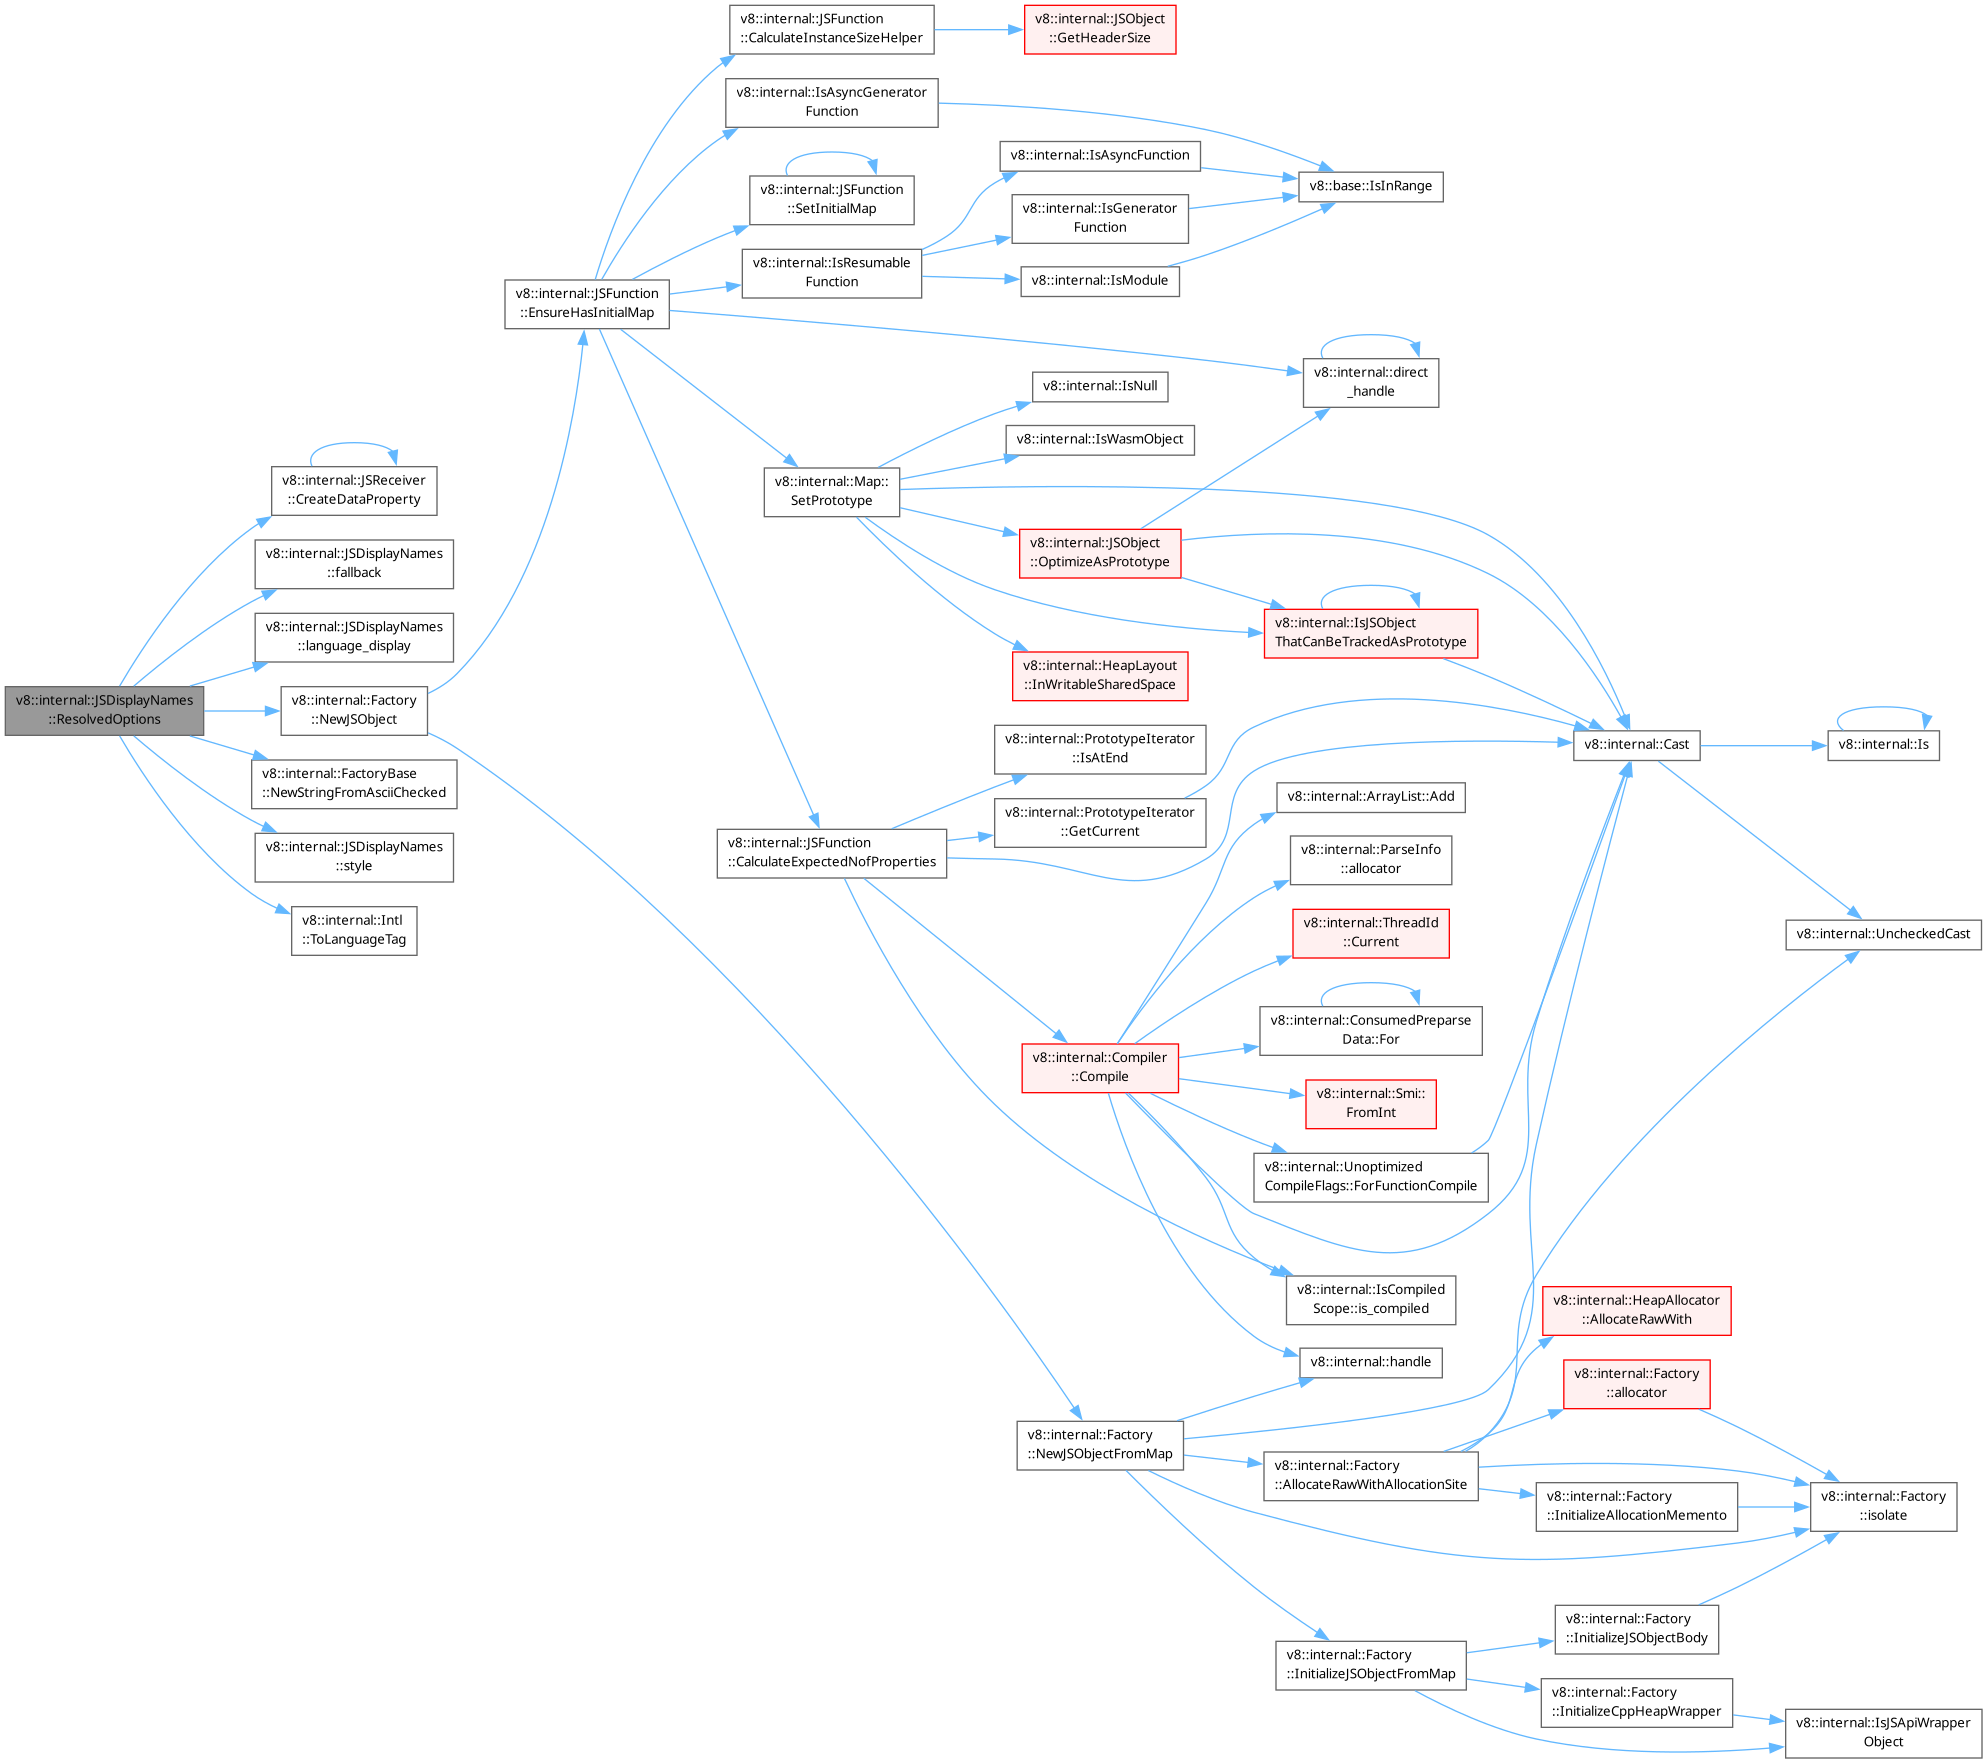 v8::internal::JSFunction
::CalculateInstanceSizeHelper
v8::internal::JSObject
::GetHeaderSize
v8::internal::IsAsyncGenerator
Function
v8::internal::IsAsyncFunction
v8::base::IsInRange
v8::internal::JSFunction
::SetInitialMap
v8::internal::IsGenerator
Function
v8::internal::IsResumable
Function
v8::internal::IsModule
v8::internal::JSFunction
::EnsureHasInitialMap
v8::internal::direct
_handle
v8::internal::IsNull
v8::internal::IsWasmObject
v8::internal::JSReceiver
::CreateDataProperty
v8::internal::Map::
SetPrototype
v8::internal::JSObject
::OptimizeAsPrototype
v8::internal::JSDisplayNames
::fallback
v8::internal::JSDisplayNames
::language_display
v8::internal::IsJSObject
ThatCanBeTrackedAsPrototype
v8::internal::HeapLayout
::InWritableSharedSpace
v8::internal::JSDisplayNames
::ResolvedOptions
v8::internal::Factory
::NewJSObject
v8::internal::PrototypeIterator
::IsAtEnd
v8::internal::Cast
v8::internal::Is
v8::internal::FactoryBase
::NewStringFromAsciiChecked
v8::internal::ArrayList::Add
v8::internal::PrototypeIterator
::GetCurrent
v8::internal::JSFunction
::CalculateExpectedNofProperties
v8::internal::JSDisplayNames
::style
v8::internal::ParseInfo
::allocator
v8::internal::Intl
::ToLanguageTag
v8::internal::ThreadId
::Current
v8::internal::UncheckedCast
v8::internal::ConsumedPreparse
Data::For
v8::internal::Compiler
::Compile
v8::internal::Smi::
FromInt
v8::internal::Unoptimized
CompileFlags::ForFunctionCompile
v8::internal::IsCompiled
Scope::is_compiled
v8::internal::HeapAllocator
::AllocateRawWith
v8::internal::handle
v8::internal::Factory
::allocator
v8::internal::Factory
::NewJSObjectFromMap
v8::internal::Factory
::AllocateRawWithAllocationSite
v8::internal::Factory
::InitializeAllocationMemento
v8::internal::Factory
::isolate
v8::internal::Factory
::InitializeJSObjectBody
v8::internal::Factory
::InitializeJSObjectFromMap
v8::internal::Factory
::InitializeCppHeapWrapper
v8::internal::IsJSApiWrapper
Object